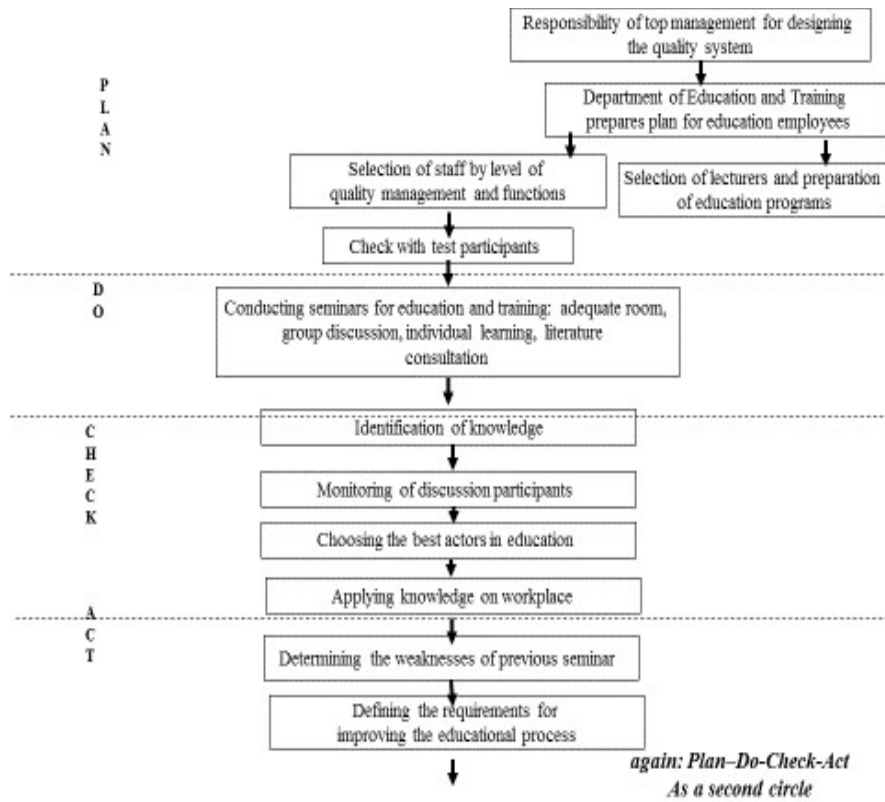 Responsibility of top management for designing
the quality system
P
L
A
N
Department of Education and Training
prepares plan for education employees
Selection of staff by level of
quality management and functions
Selection of lecturers and preparation
of education programs
Check with test participants
D
O
Conducting seminars for education and training: adequate room,
group discussion, individual learning, literature
consultation
C
H
E
C
K
Identification of knowledge
Monitoring of discussion participants
Choosing the best actors in education
Applying knowledge on workplace
A
C
T
Determining the weaknesses of previous seminar
Defining the requirements for
improving the educational process
again: Plan–Do-Check-Act
As a second circle